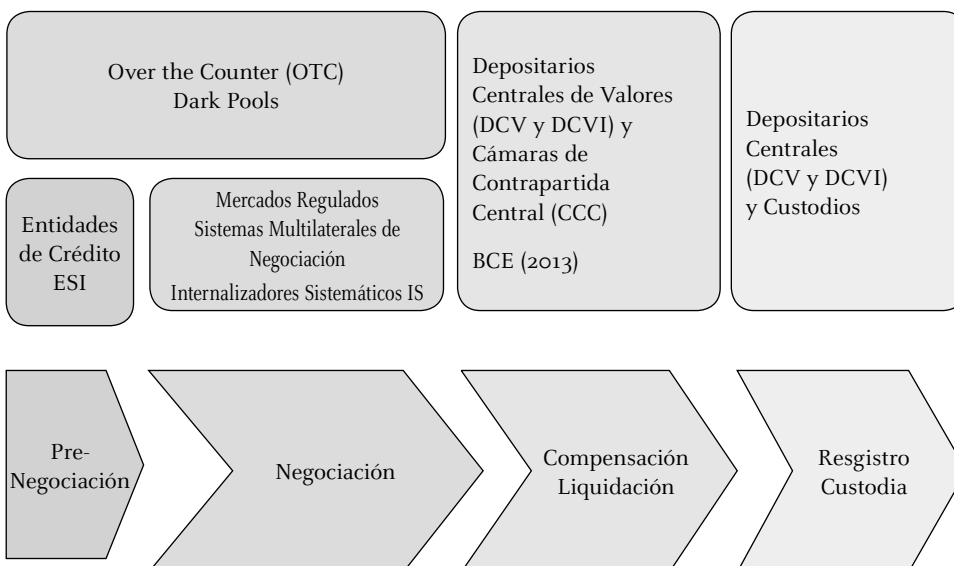 Over the Counter (OTC)
Dark Pools
Entidades
de Crédito
ESI
Mercados Regulados
Sistemas Multilaterales de
Negociación
Internalizadores Sistemáticos IS
Depositarios
Centrales de Valores
(DCV y DCVI) y
Cámaras de
Contrapartida
Central (CCC)
BCE (2013)
Depositarios
Centrales
(DCV y DCVI)
y Custodios
Pre-
Negociación
Negociación
Compensación
Liquidación
Resgistro
Custodia